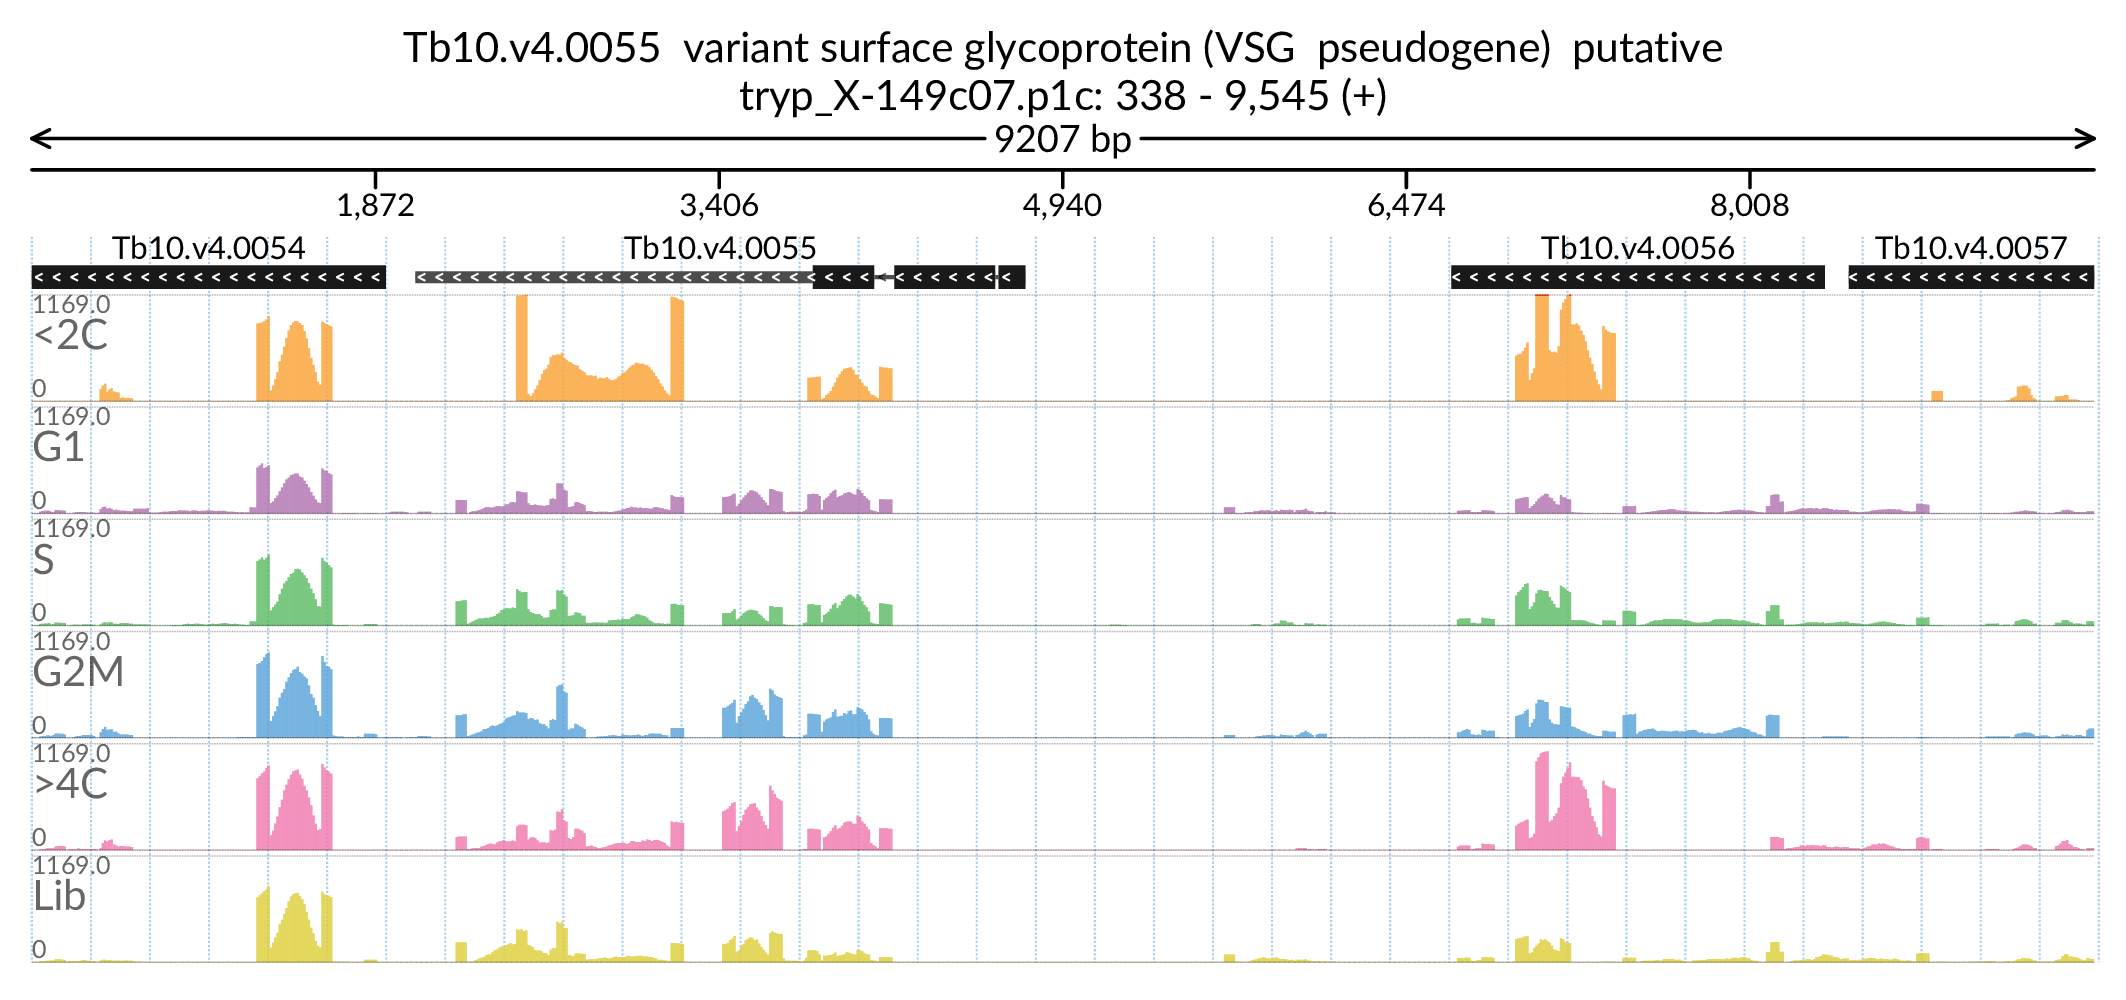 Tb10.v4.0055 variant surface glycoprotein (VSG pseudogene) putative
tryp_X-149c07.p1c: 338 - 9,545 (+)
9207 bp
1,872 3,406 4,940 6,474 8,008
Tb10.v4.0054 Tb10.v4.0055 Tb10.v4.0056 Tb10.v4.0057
1169.0
<2C
0
1169.0
G1
0
1169.0
S
0
1169.0
G2M
0
1169.0
>4C
0
1169.0
Lib
0